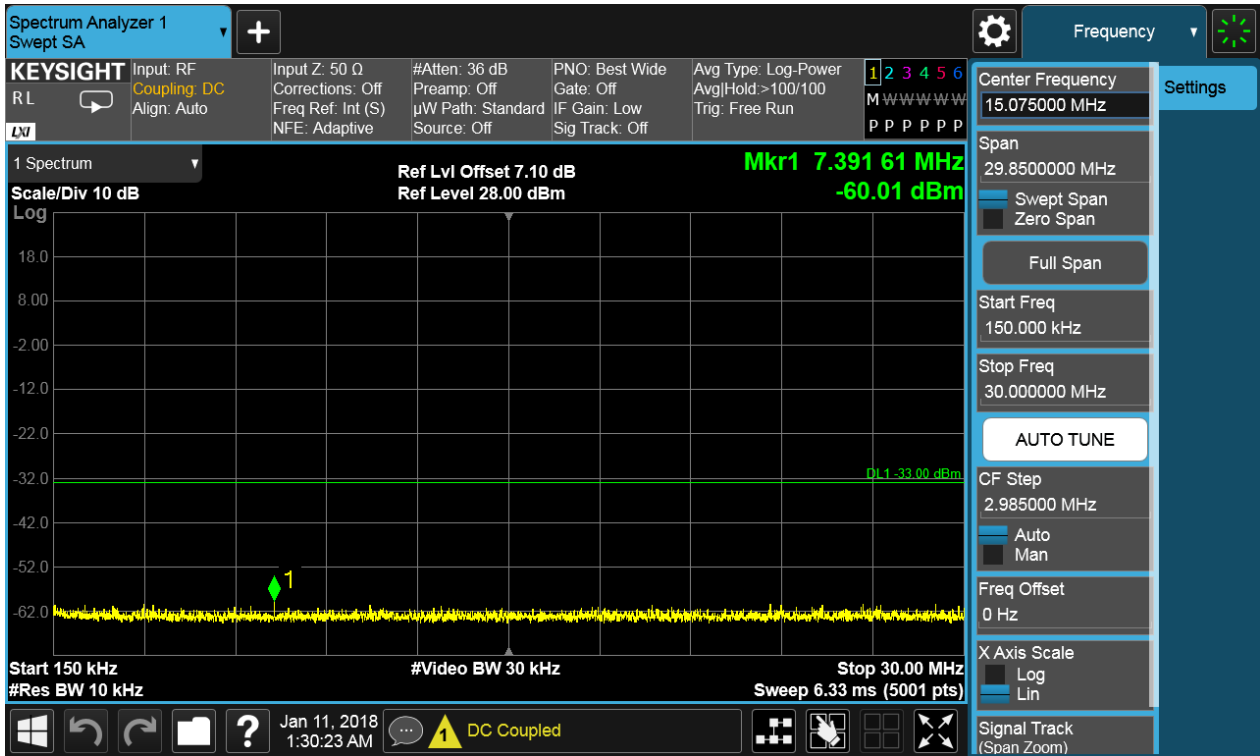 Spectrum Analyzer 1
Swept SA
+
Frequency
KEYSIGHT
R L
LXI
Input: RF
Coupling: DC
Align: Auto
Input Z: 50 Ω
Corrections: Off
Freq Ref: Int (S)
NFE: Adaptive
#Atten: 36 dB
Preamp: Off
µW Path: Standard
Source: Off
PNO: Best Wide
Gate: Off
IF Gain: Low
Sig Track: Off
Avg Type: Log-Power
Avg|Hold:>100/100
Trig: Free Run
1 2 3 4 5 6
M W W W W W
P P P P P P
1 Spectrum
Scale/Div 10 dB
Log
Ref Lvl Offset 7.10 dB
Ref Level 28.00 dBm
Mkr1 7.391 61 MHz
-60.01 dBm
18.0
8.00
-2.00
-12.0
-22.0
-32.0
-42.0
-52.0
-62.0
DL1 -33.00 dBm
1
Start 150 kHz
#Res BW 10 kHz
#Video BW 30 kHz
Stop 30.00 MHz
Sweep 6.33 ms (5001 pts)
Center Frequency
15.075000 MHz
Span
29.8500000 MHz
Swept Span
Zero Span
Full Span
Start Freq
150.000 kHz
Stop Freq
30.000000 MHz
AUTO TUNE
CF Step
2.985000 MHz
Auto
Man
Freq Offset
0 Hz
X Axis Scale
Log
Lin
Signal Track
(Span Zoom)
Settings
?
Jan 11, 2018
1:30:23 AM
1
DC Coupled